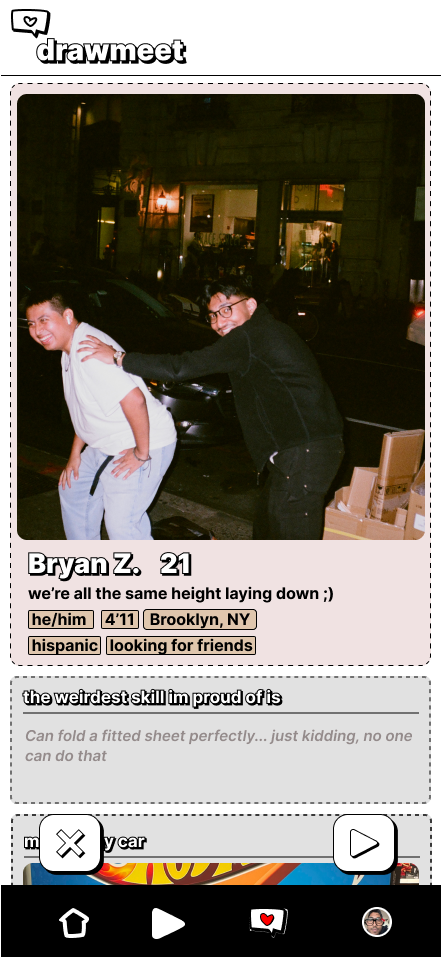 drawmeet
Bryan Z. 21
we're all the same height laying down ;)
he/him 4'11 Brooklyn, NY
hispanic looking for friends
the weirdest skill im proud of is
Can fold a fitted sheet perfectly... just kidding, no one
can do that
car